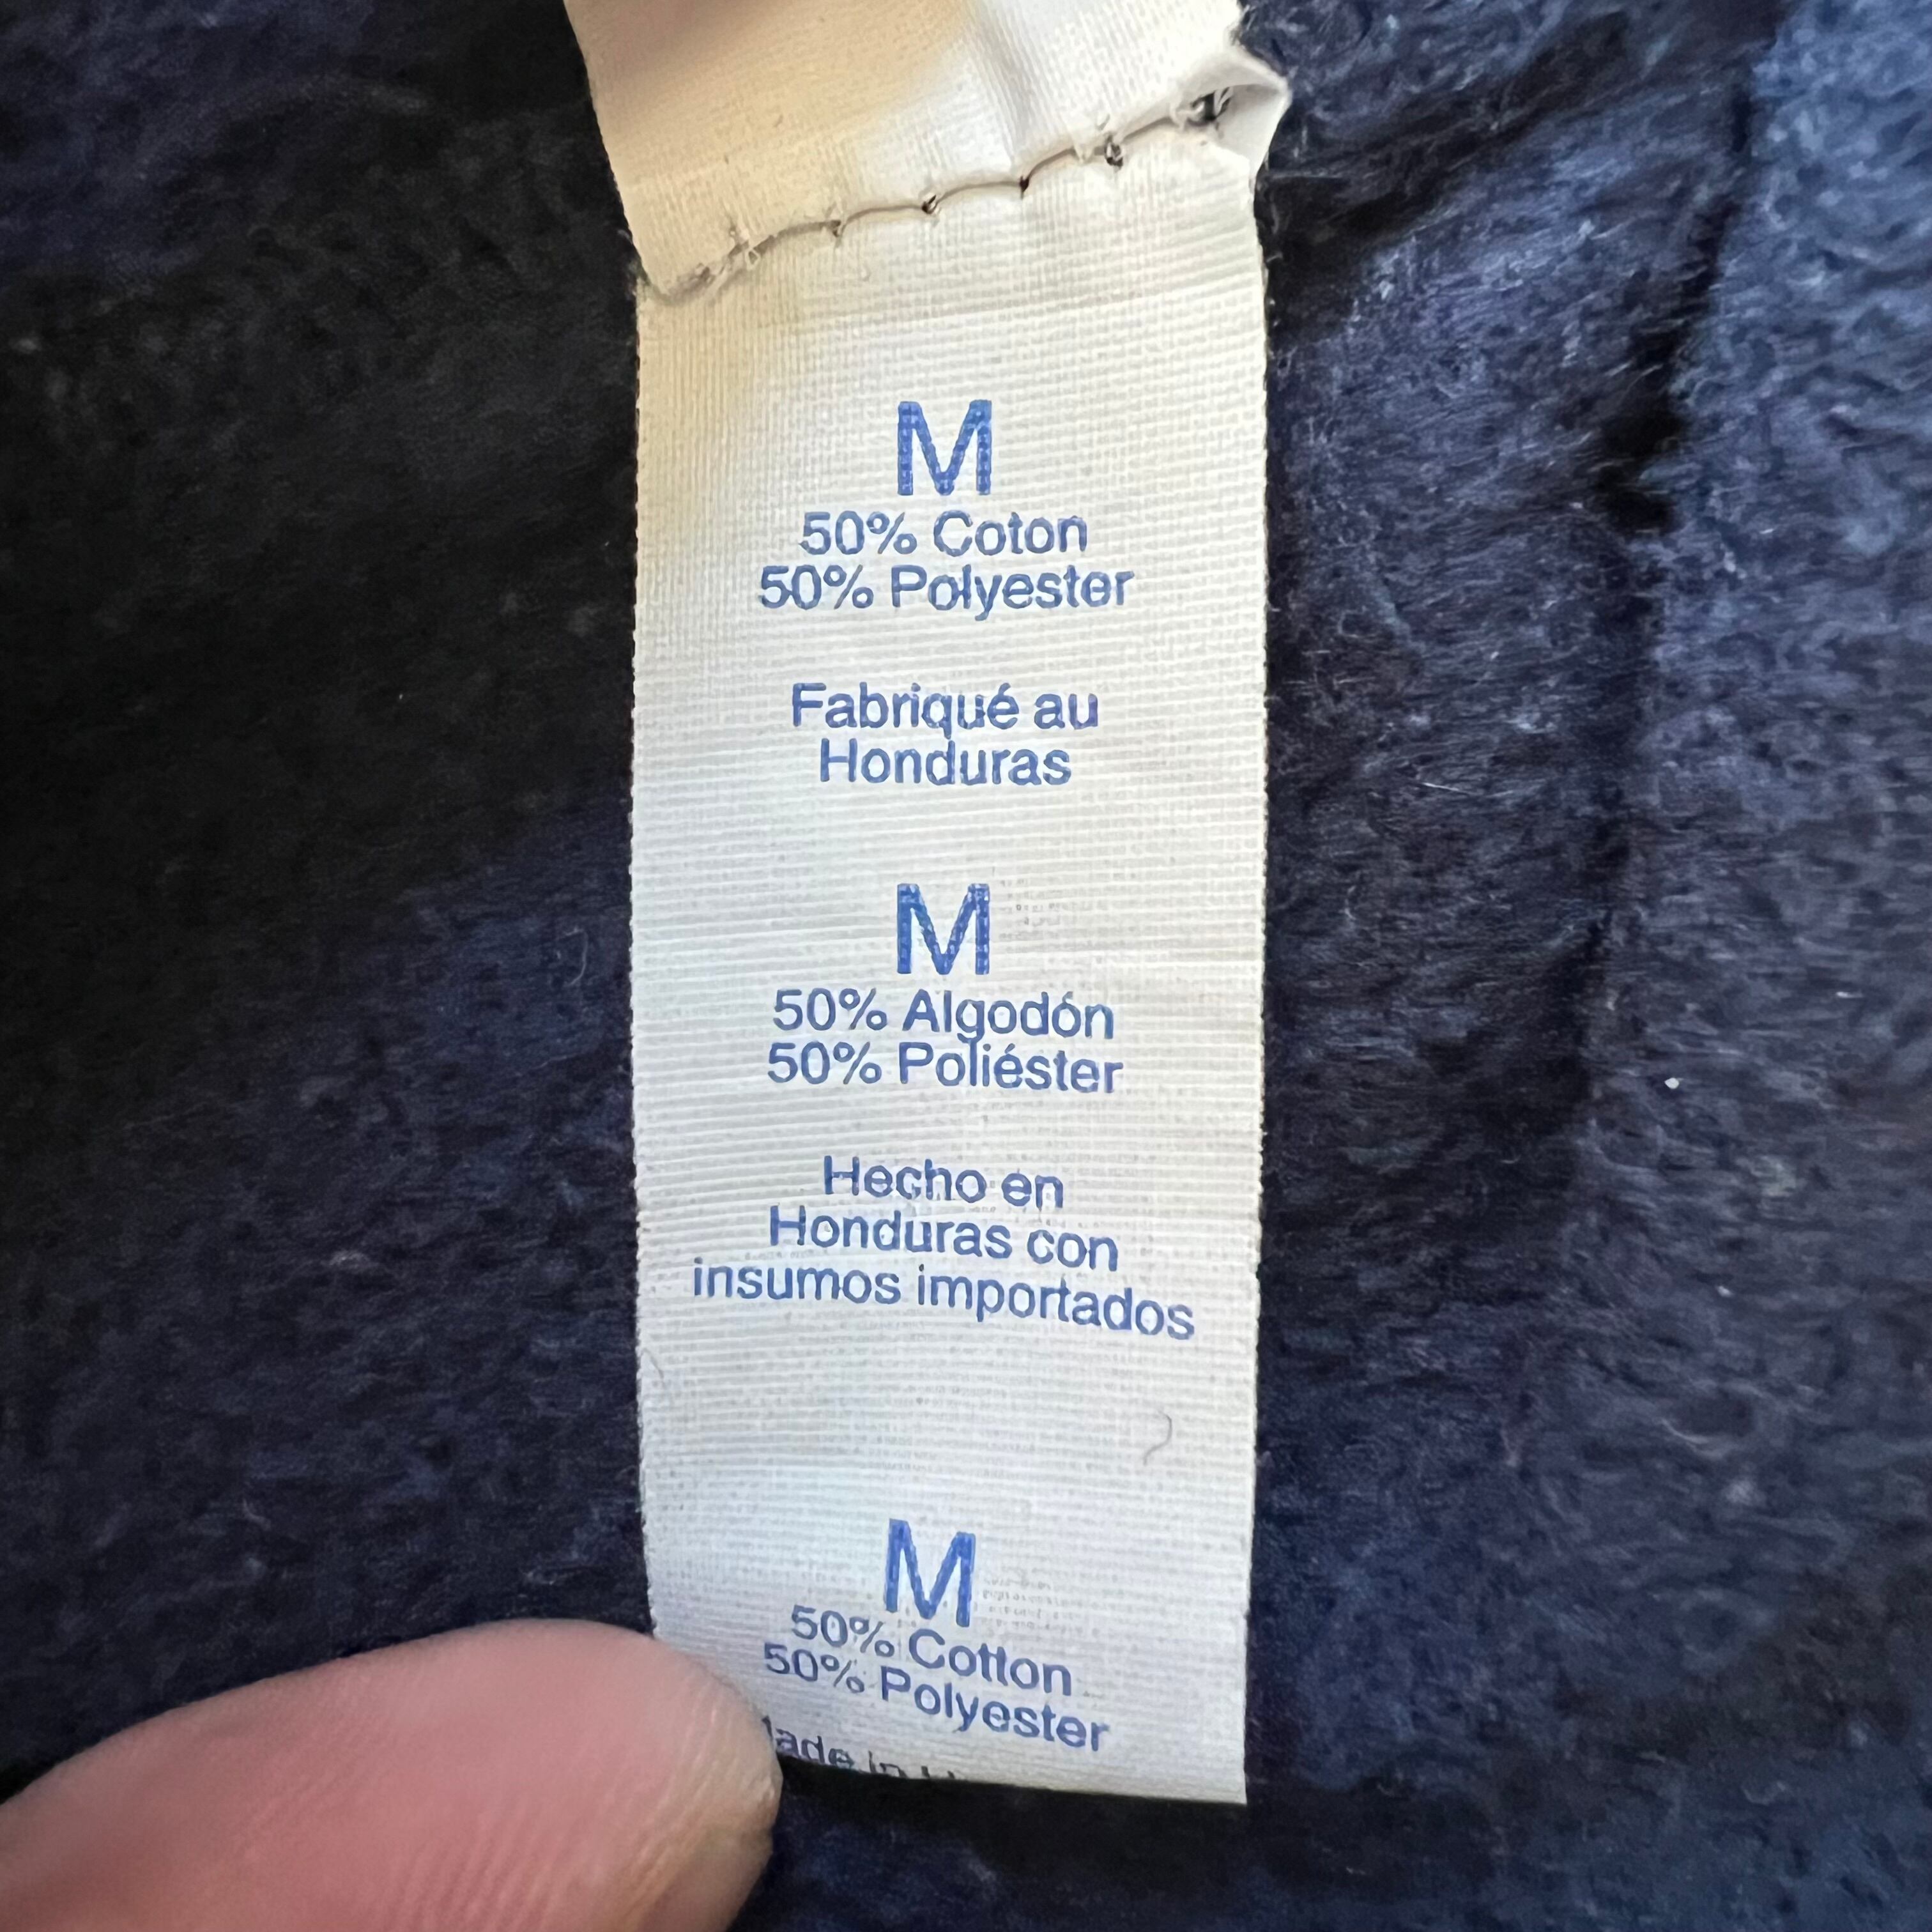 M
50% Coton
50% Polyester
Fabriqué au
Honduras
M
50% Algodón
50% Poliéster
Hecho en
Honduras con
insumos importados
M
50% Cotton
50% Polyester
in